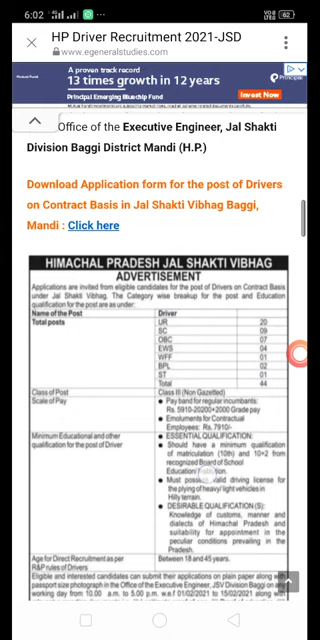 6:02
62
HP Driver Recruitment 2021-JSD
www.egeneralstudies.com
A proven track record
13 times growth in 12 years
Principal Emerging Bluechip Fund
Principal
Invest Now
Office of the Executive Engineer, Jal Shakti
Division Baggi District Mandi (H.P.)
Download Application form for the post of Drivers
on Contract Basis in Jal Shakti Vibhag Baggi,
Mandi : Click here
HIMACHAL PRADESH JAL SHAKTI VIBHAG
ADVERTISEMENT
Applications are invited from eligible candidates for the post of Drivers on Contract Basis
under Jal Shakti Vibhag. The Category wise breakup for the post and Education
qualification for the post are as under:
Name of the Post Driver
Total posts UR 20
SC 09
OBC 07
EWS 04
WFF 01
BPL 02
ST 01
Total 44
Class of Post Class III (Non Gazetted)
Scale of Pay • Pay band for regular incumbents:
Rs. 5910-20200+2000 Grade pay
• Emoluments for Contractual
Employees: Rs. 7910/-
Minimum Educational and other • ESSENTIAL QUALIFICATION:
qualification for the post of Driver • Should have a minimum qualification
of matriculation (10th) and 10+2 from
recognized Board of School
Education/
• Must valid driving license for
the plying of heavy/light vehicles in
Hilly terrain.
• DESIRABLE QUALIFICATION (S):
Knowledge of customs, manner and
dialects of Himachal Pradesh and
suitability for appointment in the
peculiar conditions prevailing in the
Pradesh.
Age for Direct Recruitment as per Between 18 and 45 years.
R&P rules of Drivers
Eligible and interested candidates can submit their applications on plain paper along with
passport size photograph in the Office of the Executive Engineer, JSV Division Baggi on
working day from 10.00 a.m. to 5.00 p.m. w.e.f 01/02/2021 to 15/02/2021 along with